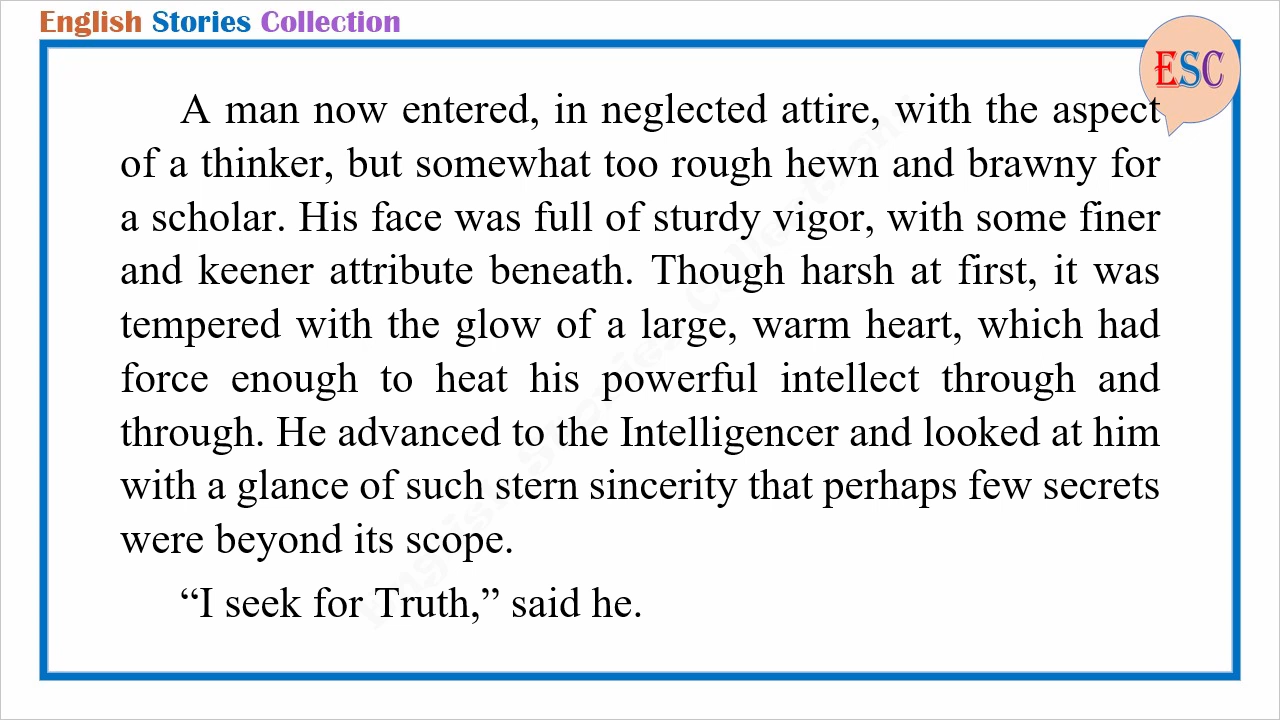 English Stories Collection
ESC
A man now entered, in neglected attire, with the aspect
of a thinker, but somewhat too rough hewn and brawny for
a scholar. His face was full of sturdy vigor, with some finer
and keener attribute beneath. Though harsh at first, it was
tempered with the glow of a large, warm heart, which had
force enough to heat his powerful intellect through and
through. He advanced to the Intelligencer and looked at him
with a glance of such stern sincerity that perhaps few secrets
were beyond its scope.
“I seek for Truth,” said he.